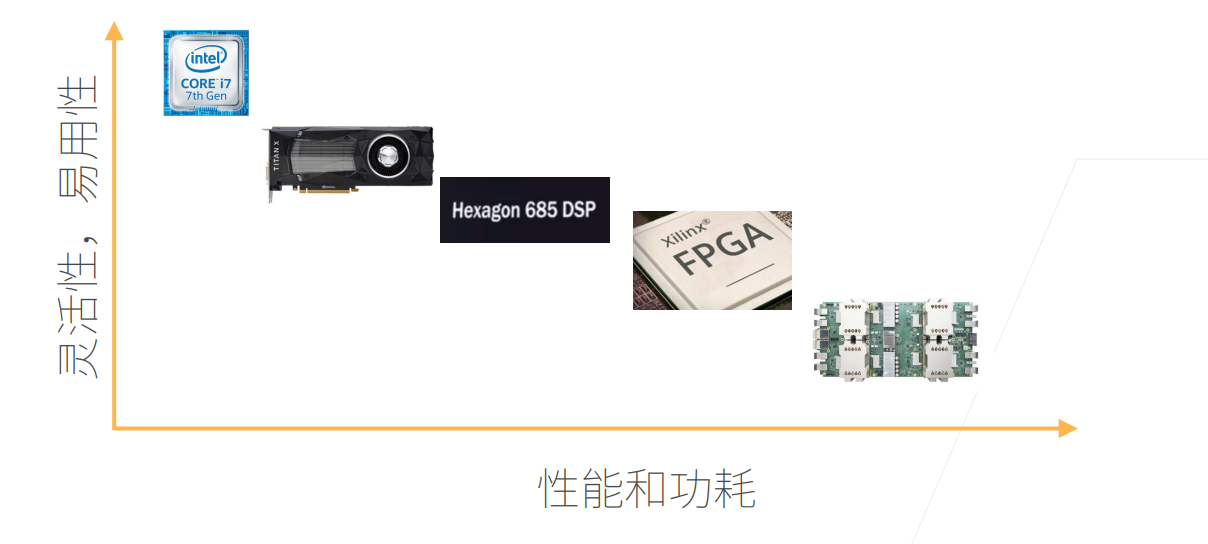 intel
CORE i7
7th Gen
TITAN X
Hexagon 685 DSP
Xilinx®
FPGA
灵活性，易用性
性能和功耗